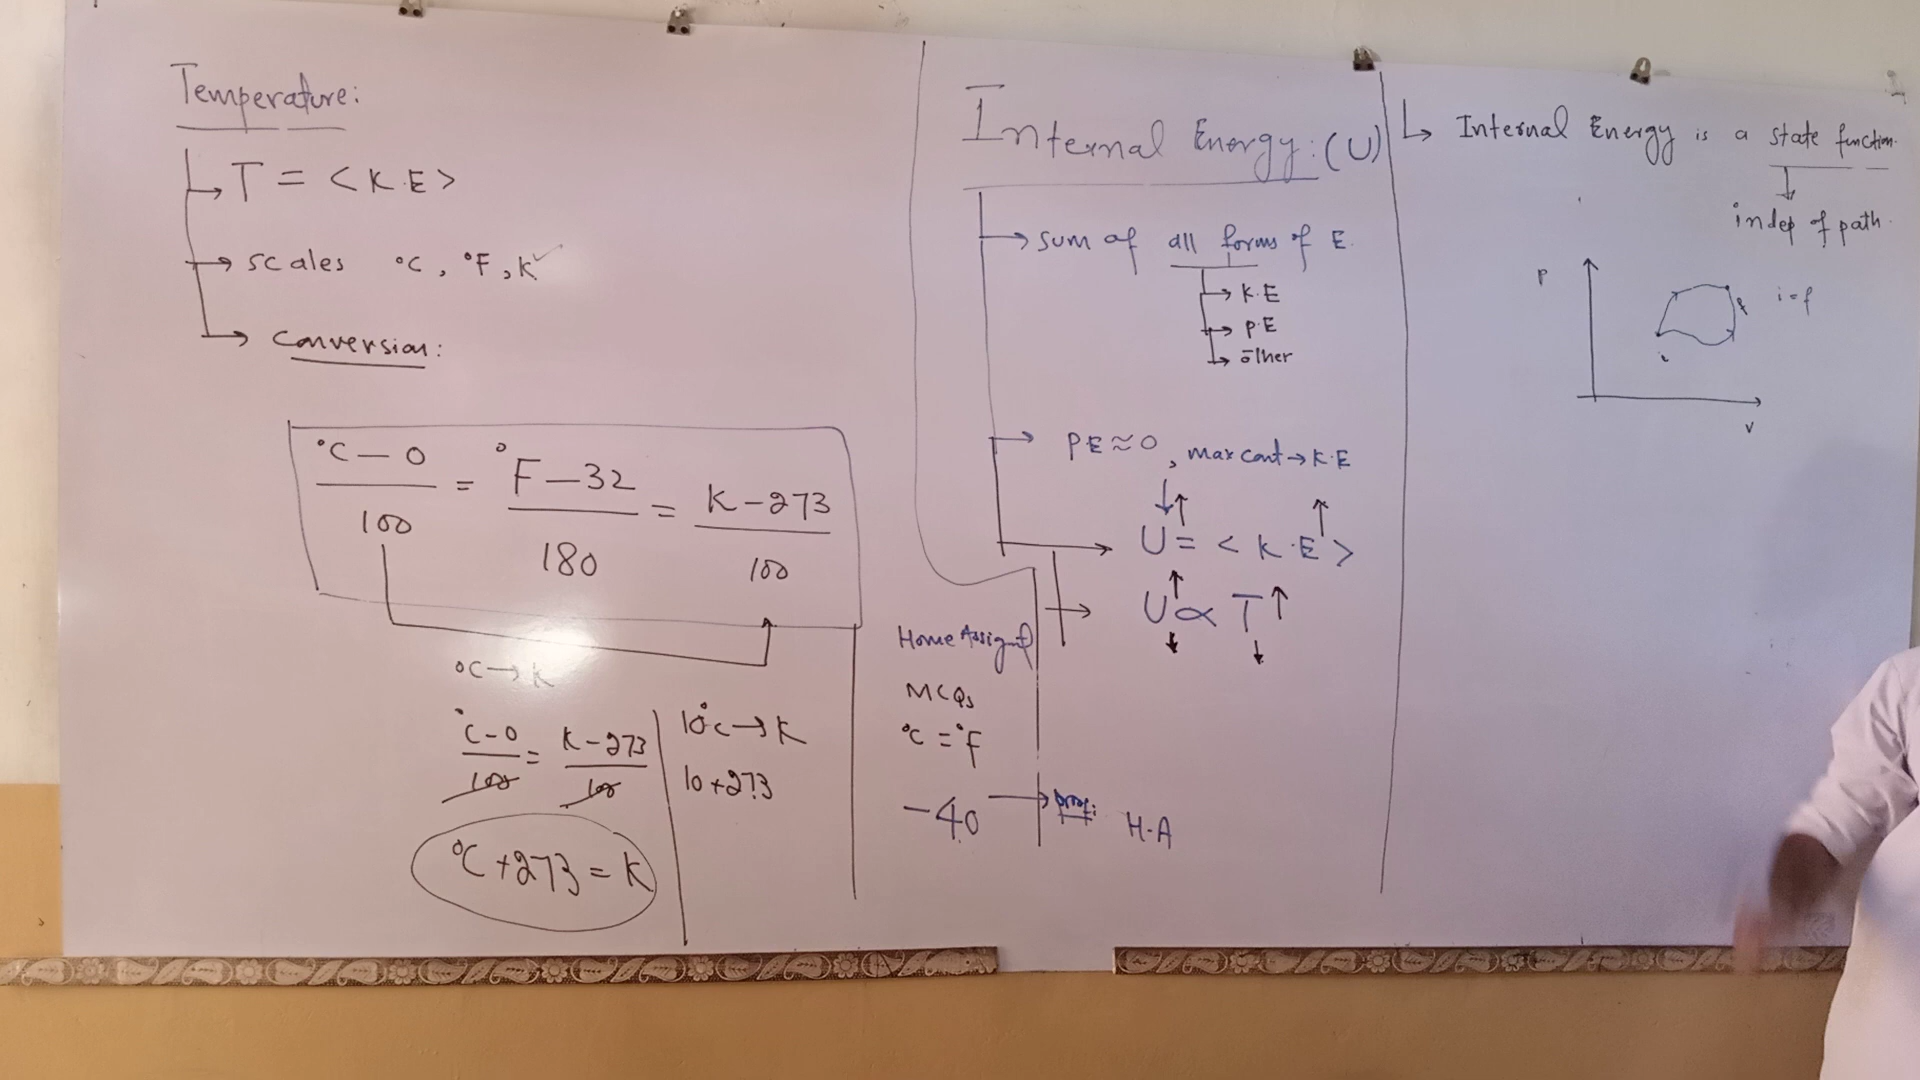 Temperature:
T = <K.E>
scales °C, °F, K
Conversion:
°C – 0 / 100 = °F – 32 / 180 = K – 273 / 100
°C → K
°C – 0 / 100 = K – 273 / 100
°C + 273 = K
10°C → K
10 + 273
Home Assignt
MCQs
°C = °F
– 40 → prof: H.A
Internal Energy: (U)
sum of all forms of E.
K.E
P.E
other
PE ≈ 0, max cont → K.E
U = <K.E>
U ∝ T
Internal Energy is a state function.
indep of path.
P
i = f
f
i
V